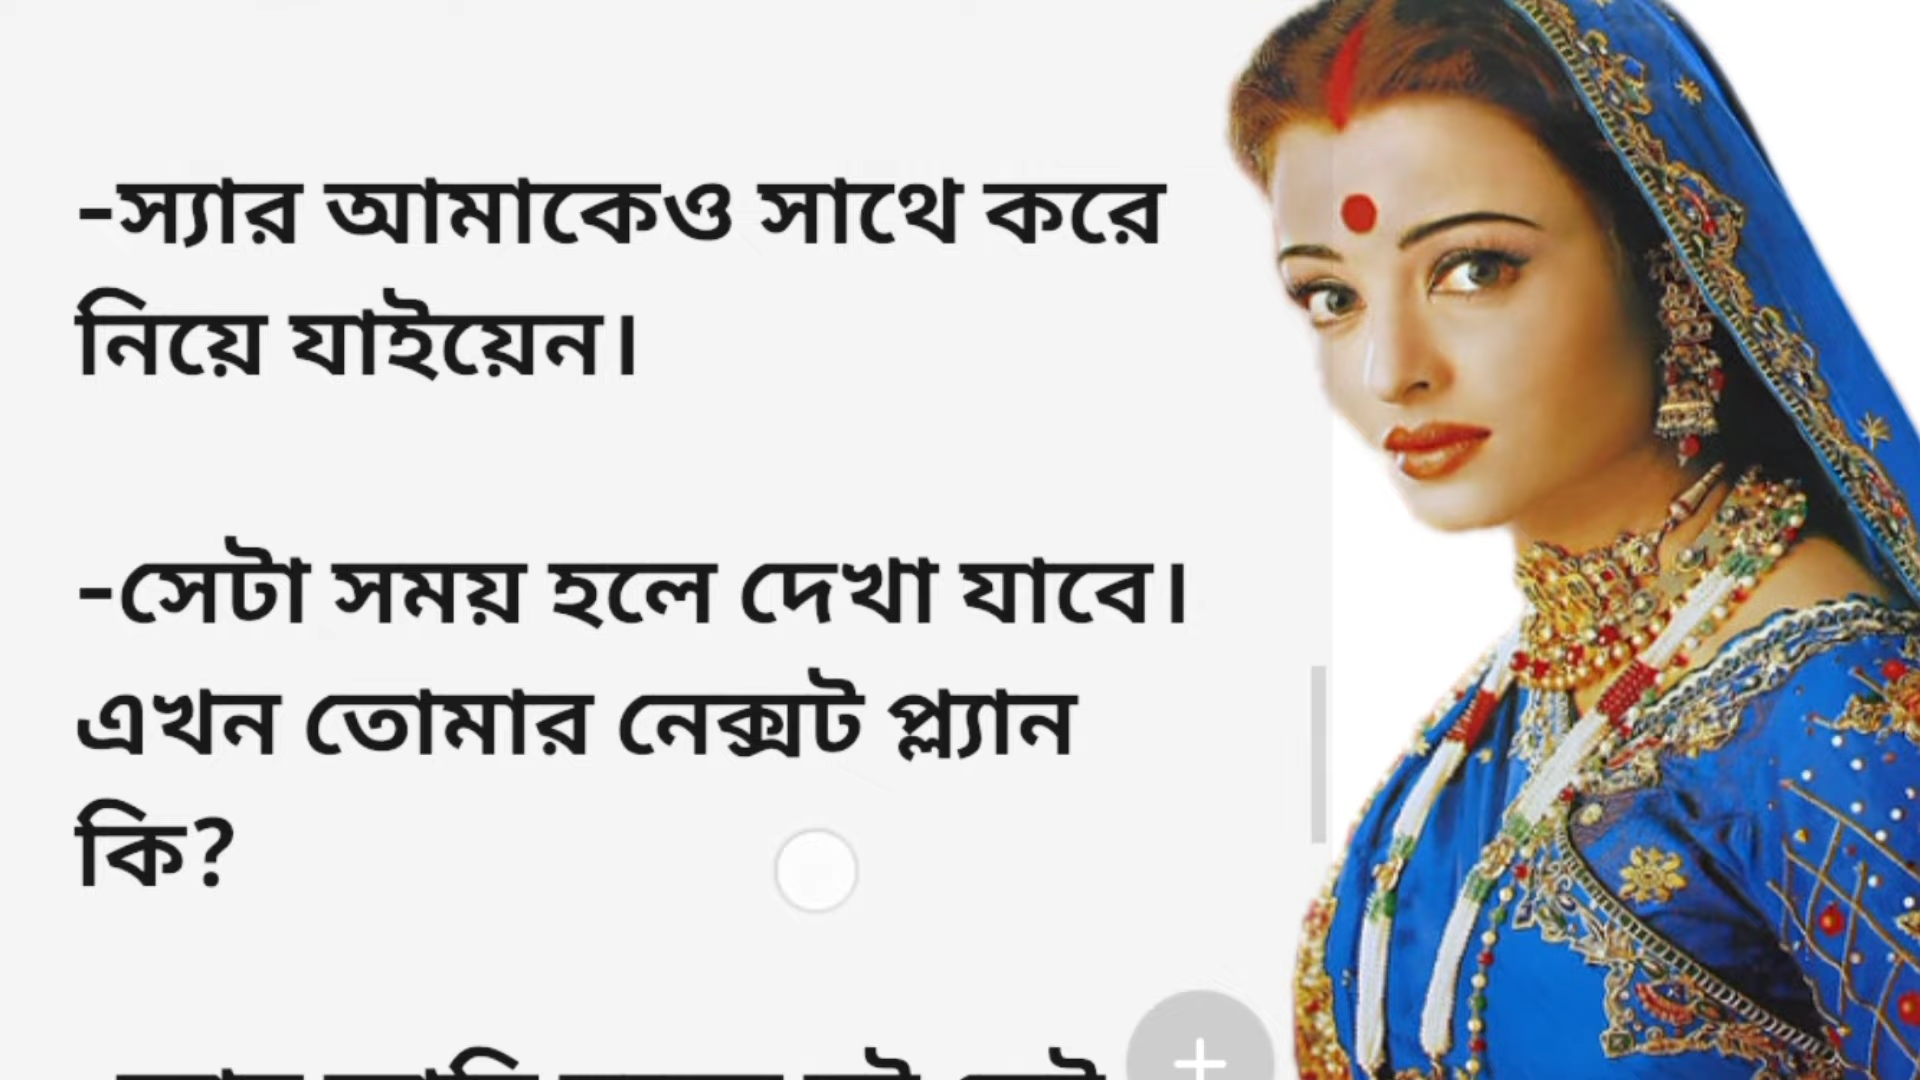 -স্যার আমাকেও সাথে করে
নিয়ে যাইয়েন।
-সেটা সময় হলে দেখা যাবে।
এখন তোমার নেক্সট প্ল্যান
কি?